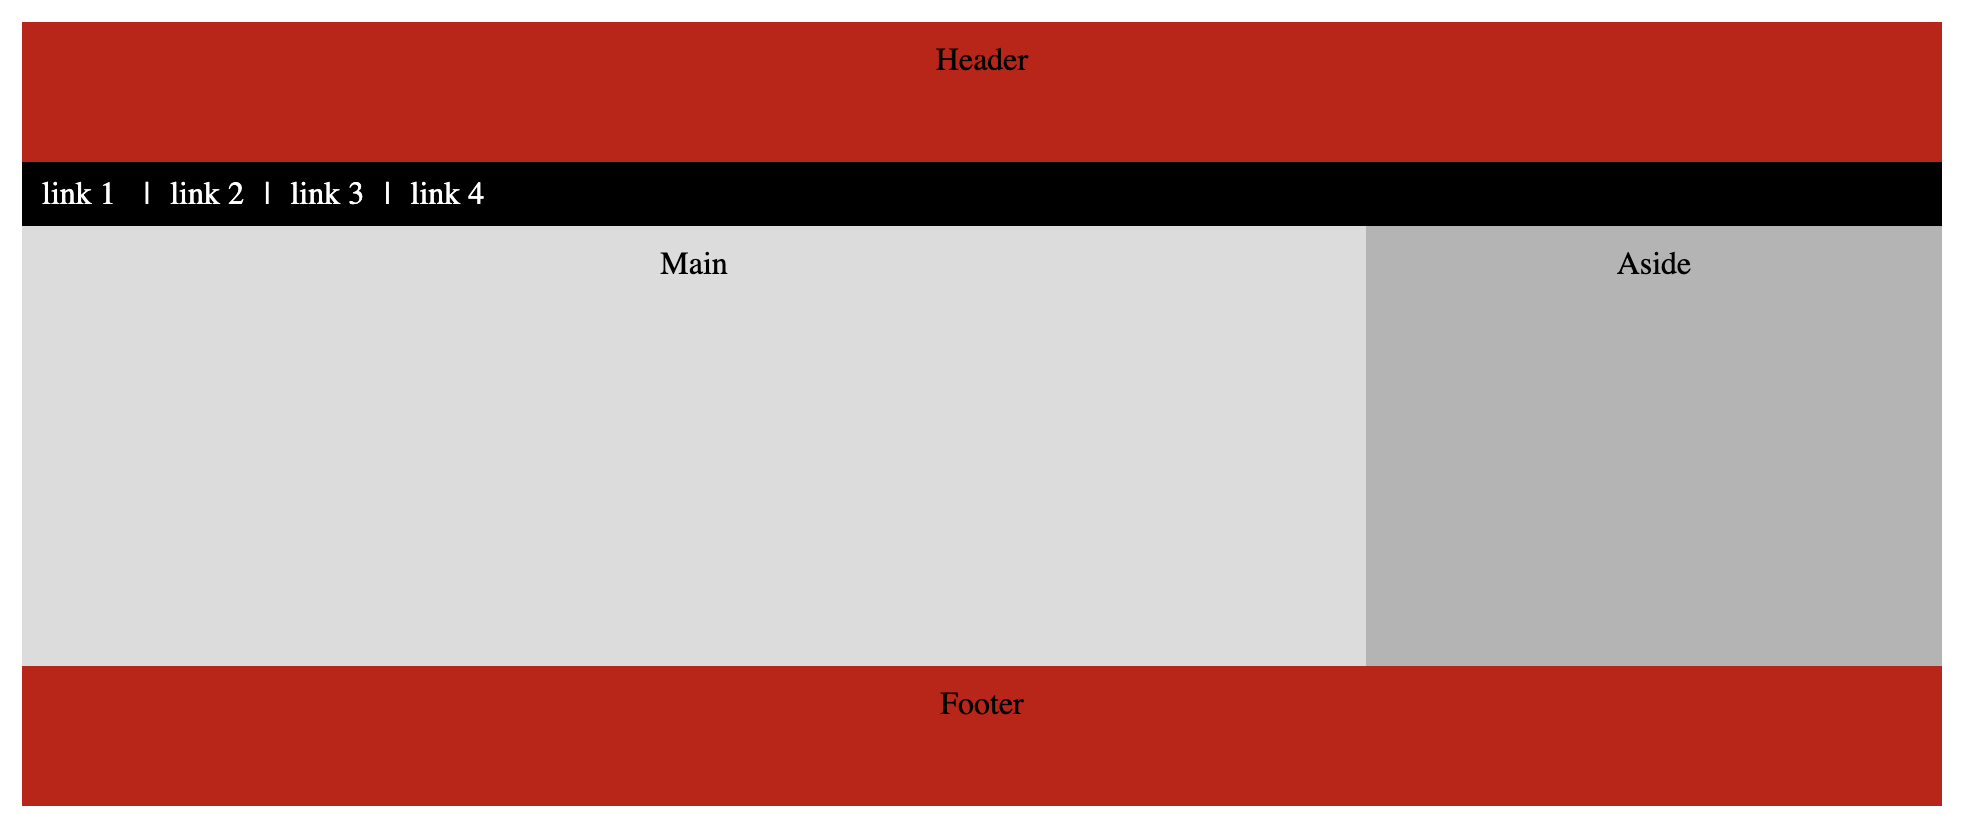 Header
link 1 | link 2 | link 3 | link 4
Main
Aside
Footer